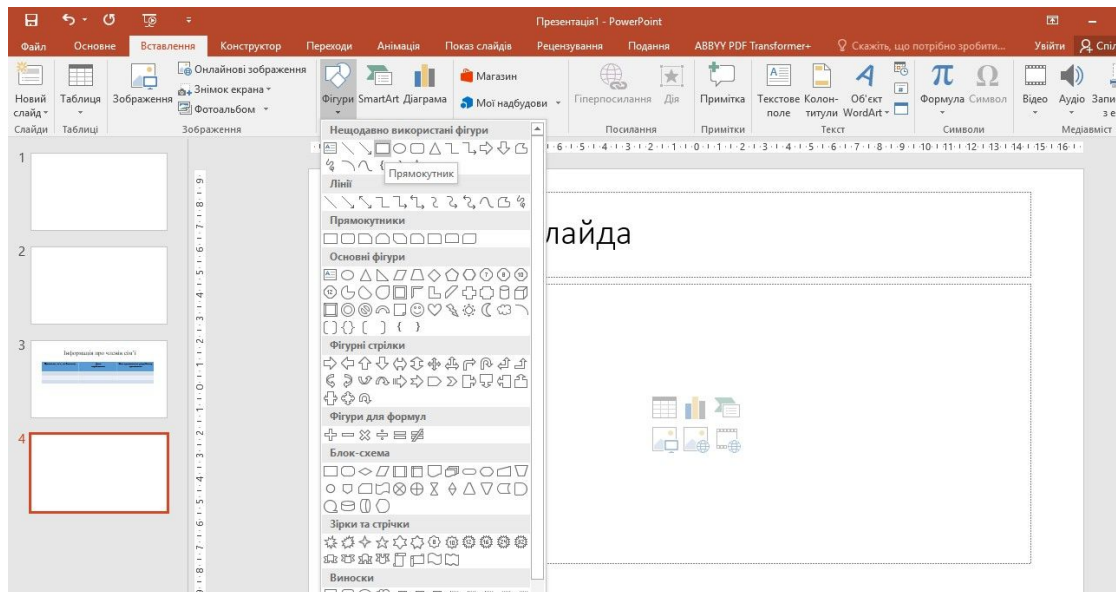 Презентація1 - PowerPoint
Файл Основне Вставлення Конструктор Переходи Анімація Показ слайдів Рецензування Подання ABBYY PDF Transformer+ Скажіть, що потрібно зробити... Увійти
Новий слайд
Таблиця
Зображення
Онлайнові зображення
Знімок екрана
Фотоальбом
Фігури SmartArt Діаграма
Магазин
Мої надбудови
Гіперпосилання Дія
Примітка
Текстове поле
Колон-титули
Об'єкт WordArt
Формула Символ
Відео Аудіо
Слайди Таблиці Зображення Посилання Примітки Текст Символи Медіавміст
Нещодавно використані фігури
Прямокутник
Лінії
Прямокутники
Основні фігури
Фігурні стрілки
Фігури для формул
Блок-схема
Зірки та стрічки
Виноски
1
2
3
Інформація про членів сім'ї
4
лайда